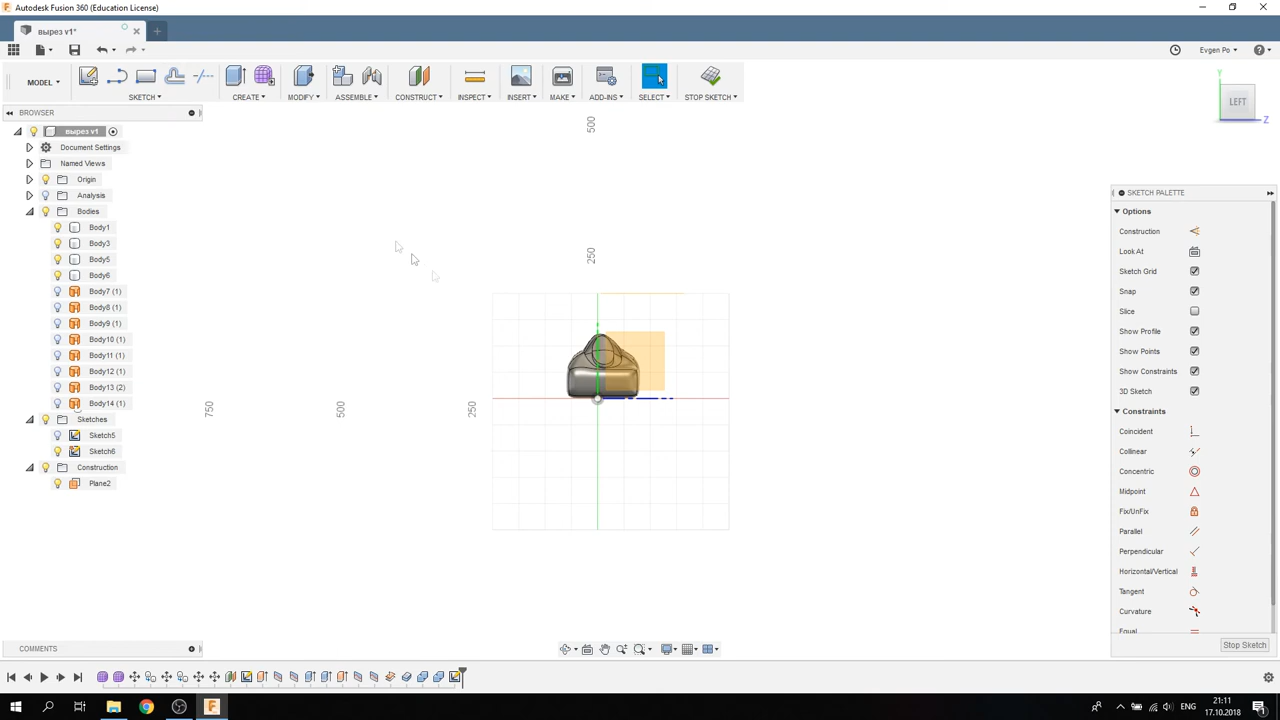 Autodesk Fusion 360 (Education License)
вырез v1*
Evgen Po
MODEL
SKETCH
CREATE
MODIFY
ASSEMBLE
CONSTRUCT
INSPECT
INSERT
MAKE
ADD-INS
SELECT
STOP SKETCH
Y
LEFT
Z
BROWSER
вырез v1
Document Settings
Named Views
Origin
Analysis
Bodies
Body1
Body3
Body5
Body6
Body7 (1)
Body8 (1)
Body9 (1)
Body10 (1)
Body11 (1)
Body12 (1)
Body13 (2)
Body14 (1)
Sketches
Sketch5
Sketch6
Construction
Plane2
500
250
750
500
250
SKETCH PALETTE
Options
Construction
Look At
Sketch Grid
Snap
Slice
Show Profile
Show Points
Show Constraints
3D Sketch
Constraints
Coincident
Collinear
Concentric
Midpoint
Fix/UnFix
Parallel
Perpendicular
Horizontal/Vertical
Tangent
Curvature
Equal
Stop Sketch
COMMENTS
ENG
21:11
17.10.2018